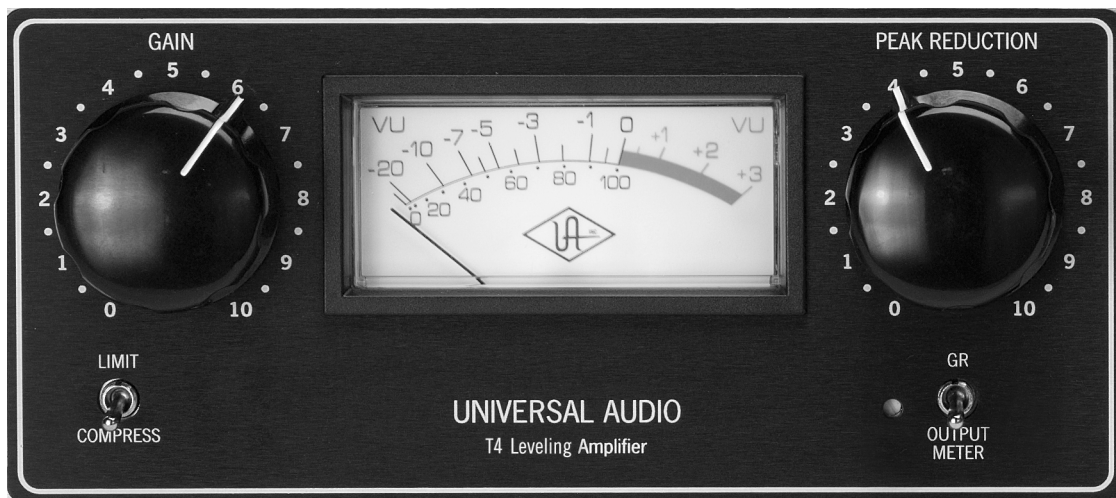 GAIN
0 1 2 3 4 5 6 7 8 9 10
VU
-20 -10 -7 -5 -3 -1 0 +1 +2 +3
VU
0 20 40 60 80 100
UA
PEAK REDUCTION
0 1 2 3 4 5 6 7 8 9 10
LIMIT
COMPRESS
UNIVERSAL AUDIO
T4 Leveling Amplifier
GR
OUTPUT
METER